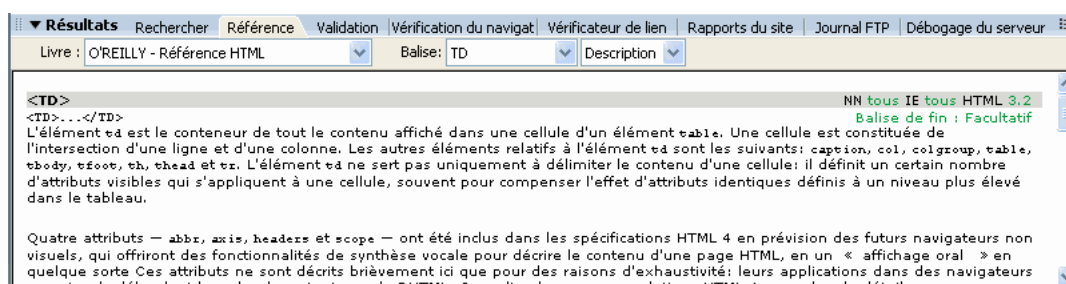 ▼ Résultats Rechercher Référence Validation Vérification du navigat Vérificateur de lien Rapports du site Journal FTP Débogage du serveur
Livre : O'REILLY - Référence HTML Balise: TD Description
<TD> NN tous IE tous HTML 3.2
<TD>...</TD> Balise de fin : Facultatif
L'élément td est le conteneur de tout le contenu affiché dans une cellule d'un élément table. Une cellule est constituée de
l'intersection d'une ligne et d'une colonne. Les autres éléments relatifs à l'élément td sont les suivants: caption, col, colgroup, table,
tbody, tfoot, th, thead et tr. L'élément td ne sert pas uniquement à délimiter le contenu d'une cellule: il définit un certain nombre
d'attributs visibles qui s'appliquent à une cellule, souvent pour compenser l'effet d'attributs identiques définis à un niveau plus élevé
dans le tableau.
Quatre attributs — abbr, axis, headers et scope — ont été inclus dans les spécifications HTML 4 en prévision des futurs navigateurs non
visuels, qui offriront des fonctionnalités de synthèse vocale pour décrire le contenu d'une page HTML, en un « affichage oral » en
quelque sorte Ces attributs ne sont décrits brièvement ici que pour des raisons d'exhaustivité: leurs applications dans des navigateurs